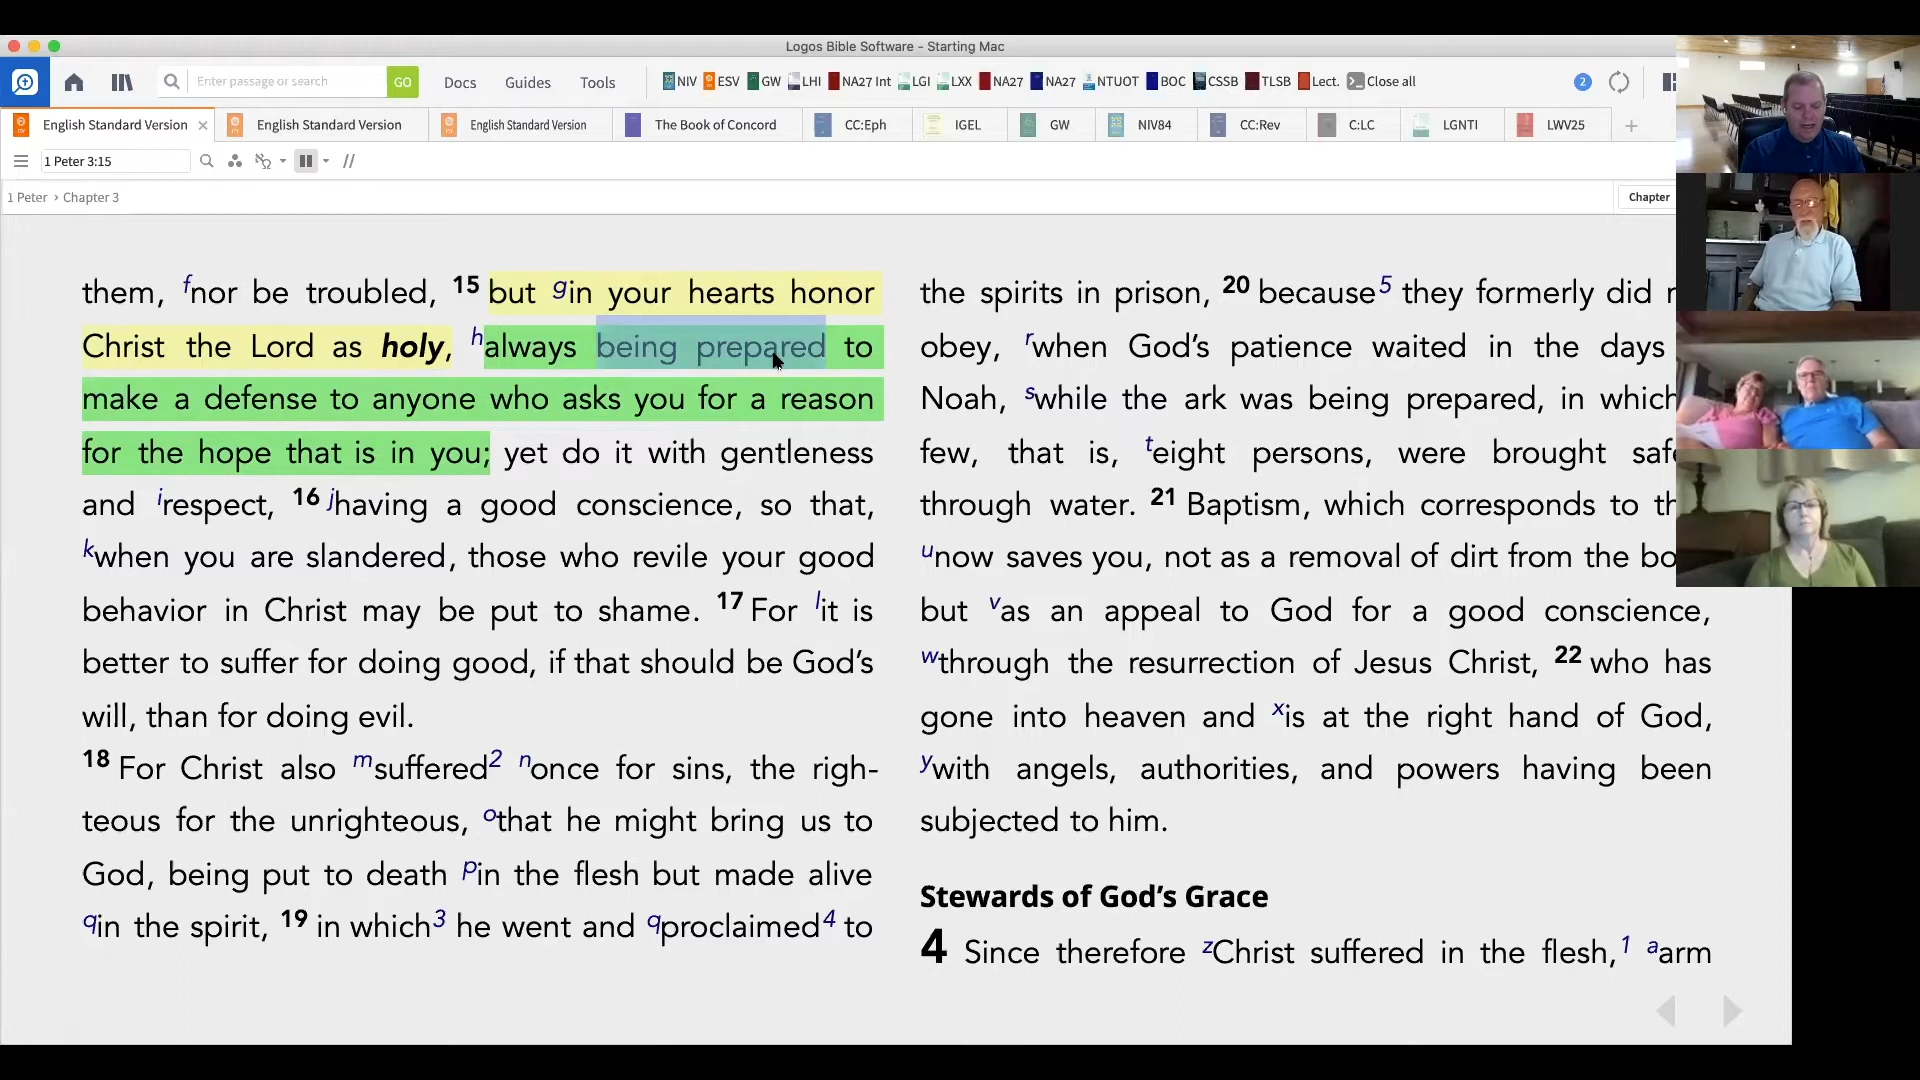 Logos Bible Software - Starting Mac
Enter passage or search GO Docs Guides Tools NIV ESV GW LHI NA27 Int LGI LXX NA27 NA27 NTUOT BOC CSSB TLSB Lect. Close all 2
English Standard Version English Standard Version English Standard Version The Book of Concord CC:Eph IGEL GW NIV84 CC:Rev C:LC LGNTI LWV25
1 Peter 3:15
1 Peter › Chapter 3 Chapter
them, fnor be troubled, 15 but gin your hearts honor
Christ the Lord as holy, halways being prepared to
make a defense to anyone who asks you for a reason
for the hope that is in you; yet do it with gentleness
and irespect, 16 jhaving a good conscience, so that,
kwhen you are slandered, those who revile your good
behavior in Christ may be put to shame. 17 For lit is
better to suffer for doing good, if that should be God’s
will, than for doing evil.
18 For Christ also msuffered2 nonce for sins, the righ-
teous for the unrighteous, othat he might bring us to
God, being put to death pin the flesh but made alive
qin the spirit, 19 in which3 he went and qproclaimed4 to
the spirits in prison, 20 because5 they formerly did
obey, rwhen God’s patience waited in the days
Noah, swhile the ark was being prepared, in which
few, that is, teight persons, were brought
through water. 21 Baptism, which corresponds to
unow saves you, not as a removal of dirt from the
but vas an appeal to God for a good conscience,
wthrough the resurrection of Jesus Christ, 22 who has
gone into heaven and xis at the right hand of God,
ywith angels, authorities, and powers having been
subjected to him.
Stewards of God’s Grace
4 Since therefore zChrist suffered in the flesh,1 aarm